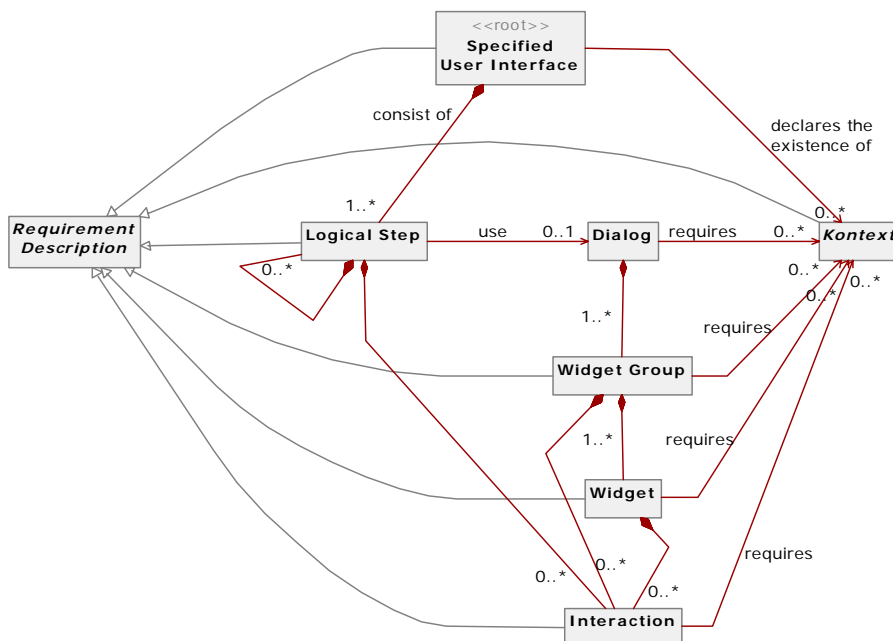 <<root>>
Specified
User Interface
consist of
declares the
existence of
1..*
0..*
Requirement
Description
Logical Step
use
0..1
Dialog
requires
0..*
Kontext
0..*
0..*
0..*
0..*
1..*
requires
Widget Group
1..*
requires
Widget
requires
0..*
0..*
0..*
Interaction